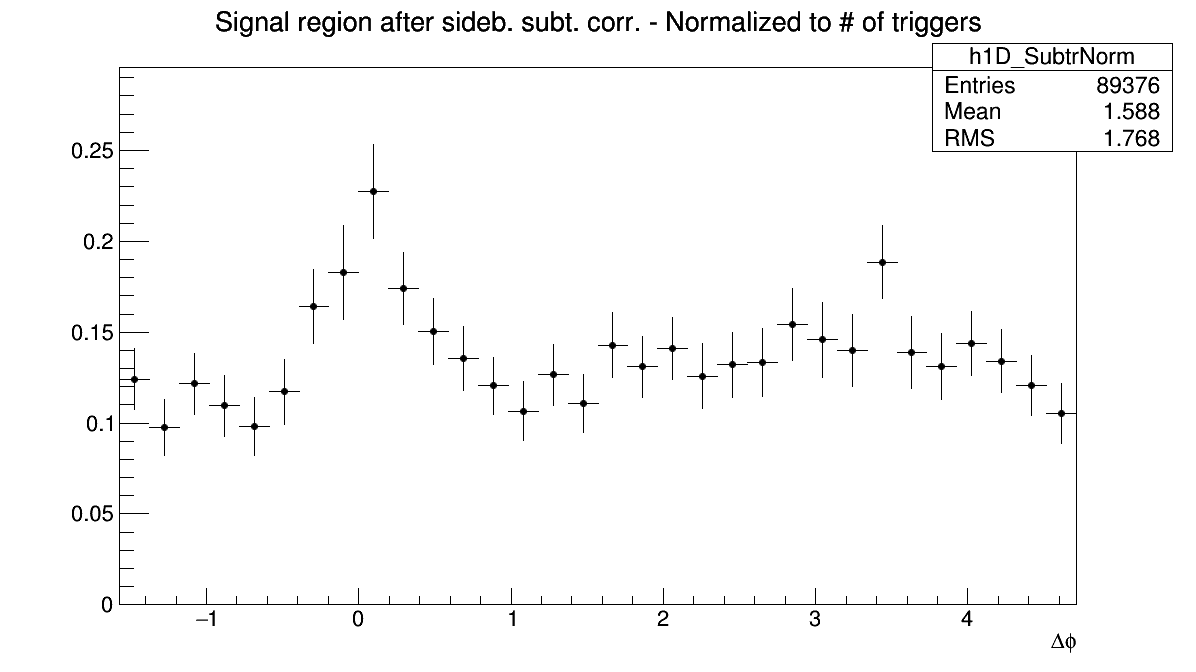 Signal region after sideb. subt. corr. - Normalized to # of triggers
h1D_SubtrNorm
Entries 89376
Mean 1.588
RMS 1.768
0.25
0.2
0.15
0.1
0.05
0
−1 0 1 2 3 4
Δϕ